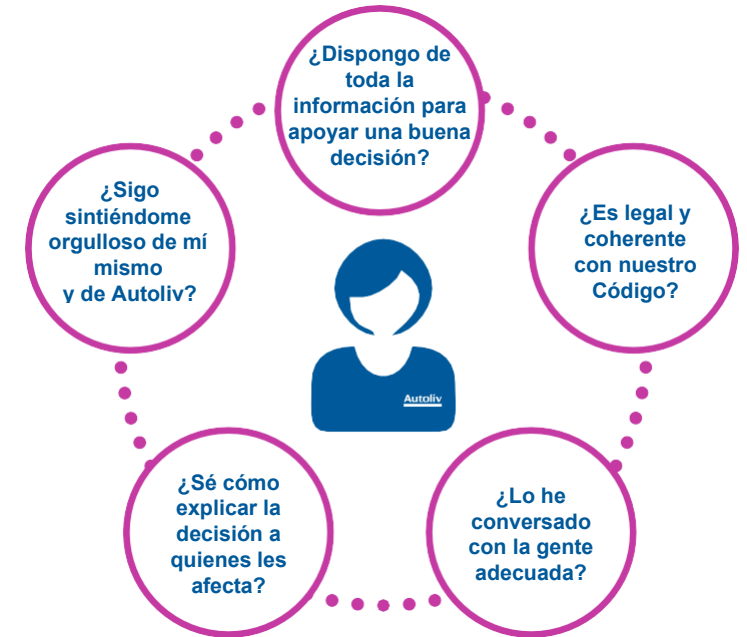 ¿Dispongo de
toda la
información para
apoyar una buena
decisión?
¿Es legal y
coherente
con nuestro
Código?
¿Lo he
conversado
con la gente
adecuada?
¿Sé cómo
explicar la
decisión a
quienes les
afecta?
¿Sigo
sintiéndome
orgulloso de mí
mismo
y de Autoliv?
Autoliv